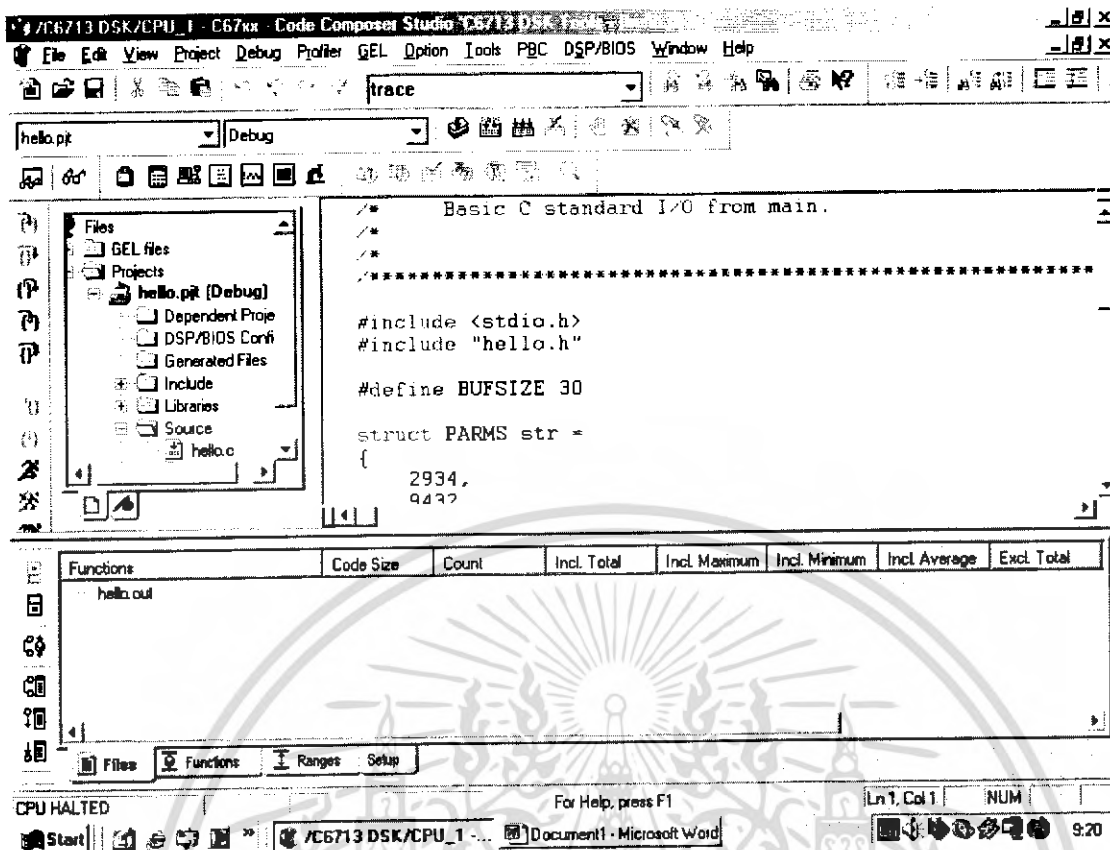 /C6713 DSK/CPU_1 - C67xx - Code Composer Studio 'C6713 DSK
File Edit View Project Debug Profiler GEL Option Tools PBC DSP/BIOS Window Help
trace
hello.pjt Debug
Files
GEL files
Projects
hello.pjt (Debug)
Dependent Proje
DSP/BIOS Confi
Generated Files
Include
Libraries
Source
hello.c
/* Basic C standard I/O from main.
/*
/*
/****************************************************************
#include <stdio.h>
#include "hello.h"
#define BUFSIZE 30
struct PARMS str =
{
2934,
9432
Functions Code Size Count Incl. Total Incl. Maximum Incl. Minimum Incl. Average Excl. Total
hello.out
Files Functions Ranges Setup
CPU HALTED For Help, press F1 Ln 1, Col 1 NUM
Start » /C6713 DSK/CPU_1 -... Document1 - Microsoft Word 9:20